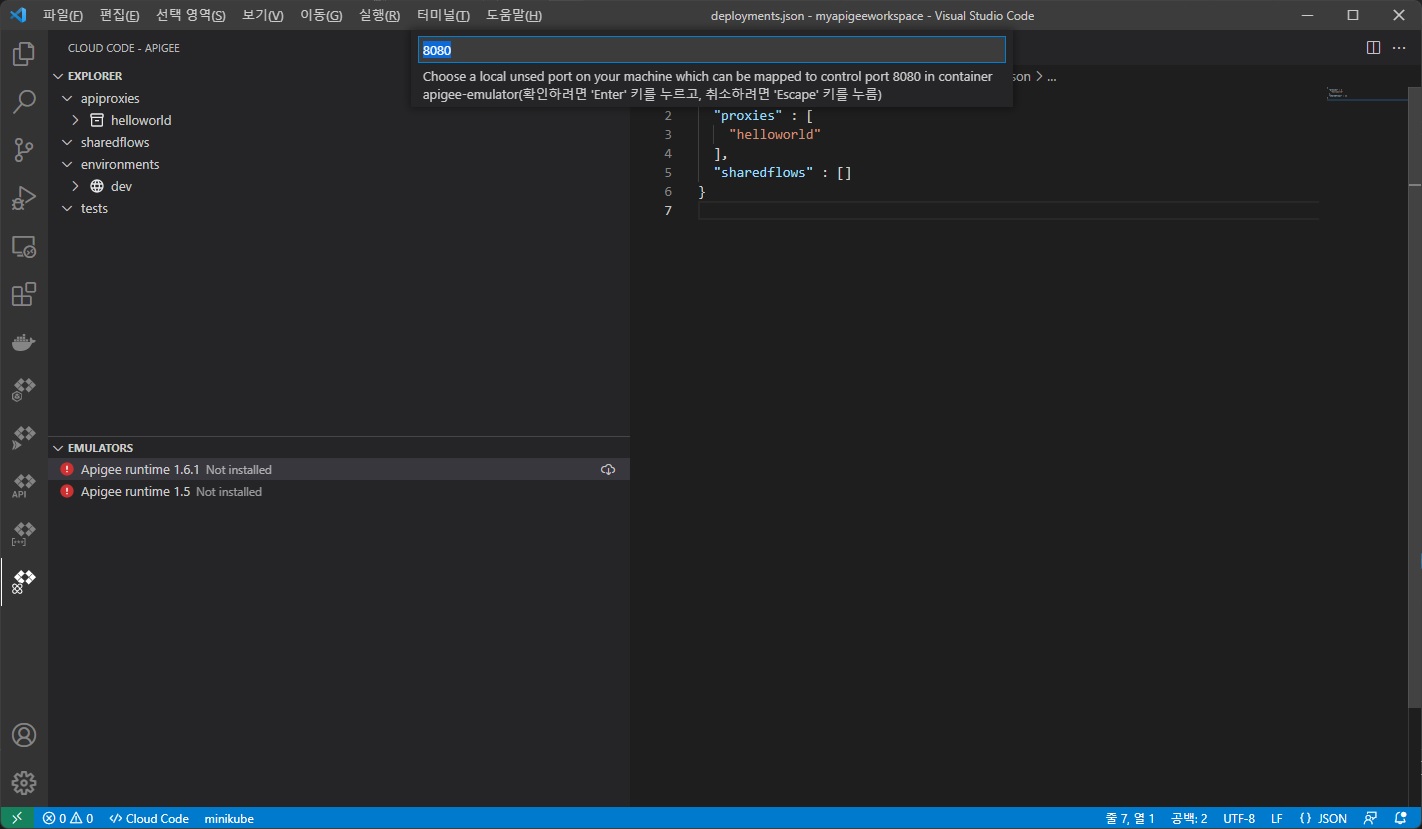 파일(F) 편집(E) 선택 영역(S) 보기(V) 이동(G) 실행(R) 터미널(T) 도움말(H) deployments.json - myapigeeworkspace - Visual Studio Code
CLOUD CODE - APIGEE
8080
Choose a local unsed port on your machine which can be mapped to control port 8080 in container
apigee-emulator(확인하려면 'Enter' 키를 누르고, 취소하려면 'Escape' 키를 누름)
son > ...
EXPLORER
apiproxies
helloworld
sharedflows
environments
dev
tests
2 "proxies" : [
3 "helloworld"
4 ],
5 "sharedflows" : []
6 }
7
API
EMULATORS
Apigee runtime 1.6.1 Not installed
Apigee runtime 1.5 Not installed
0 0 Cloud Code minikube 줄 7, 열 1 공백: 2 UTF-8 LF {} JSON